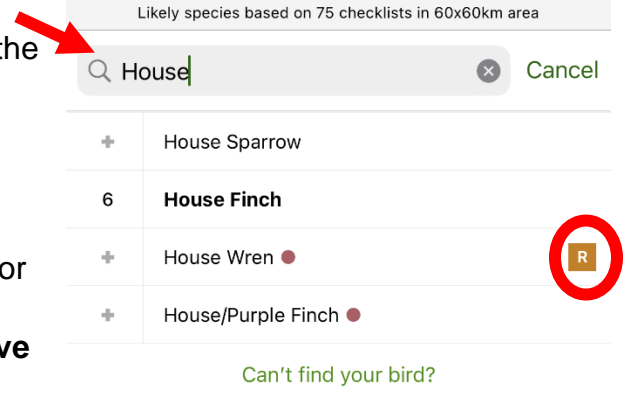 Likely species based on 75 checklists in 60x60km area
the
House
Cancel
House Sparrow
6 House Finch
House Wren R
or
House/Purple Finch
ve
Can't find your bird?